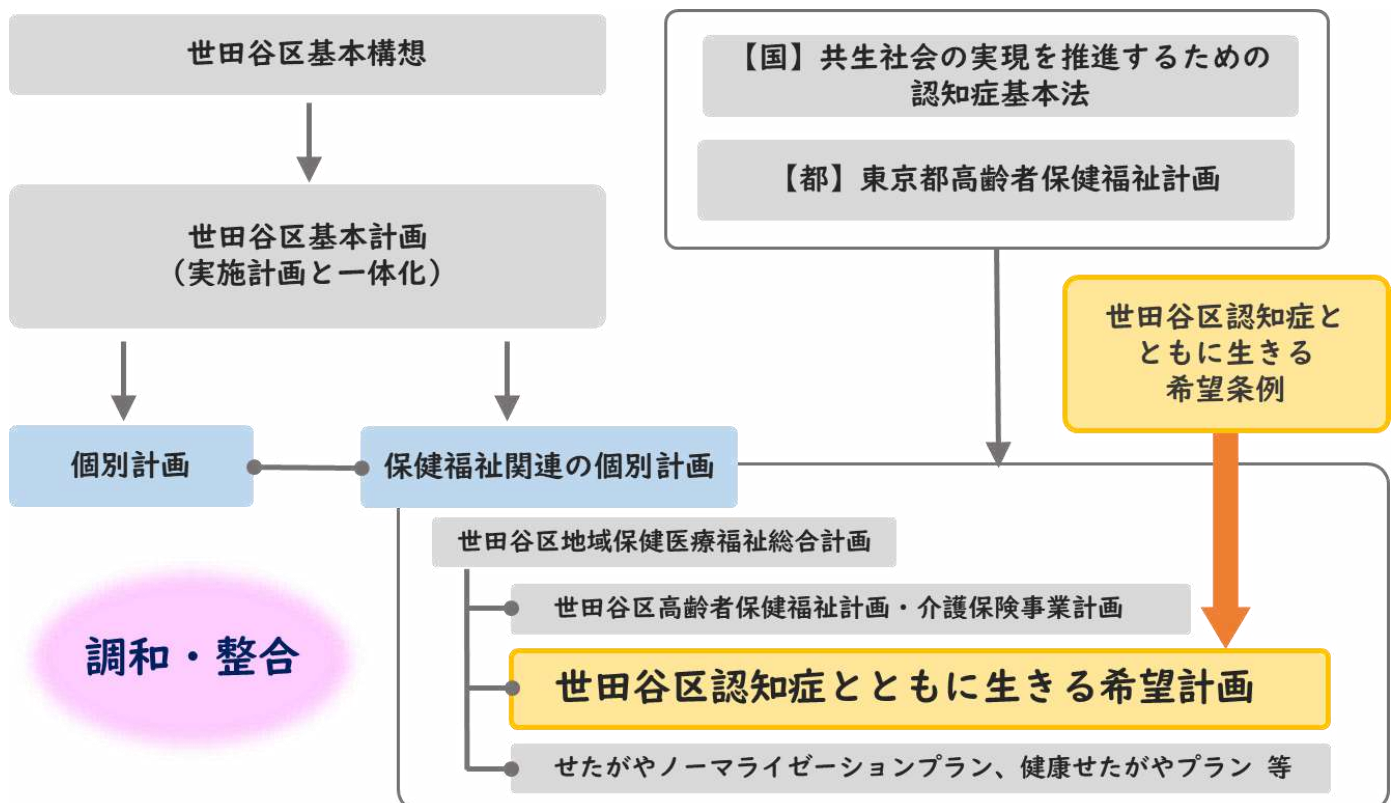 世田谷区基本構想
世田谷区基本計画
（実施計画と一体化）
【国】共生社会の実現を推進するための
認知症基本法
【都】東京都高齢者保健福祉計画
世田谷区認知症と
ともに生きる
希望条例
個別計画
保健福祉関連の個別計画
世田谷区地域保健医療福祉総合計画
世田谷区高齢者保健福祉計画・介護保険事業計画
世田谷区認知症とともに生きる希望計画
せたがやノーマライゼーションプラン、健康せたがやプラン 等
調和・整合